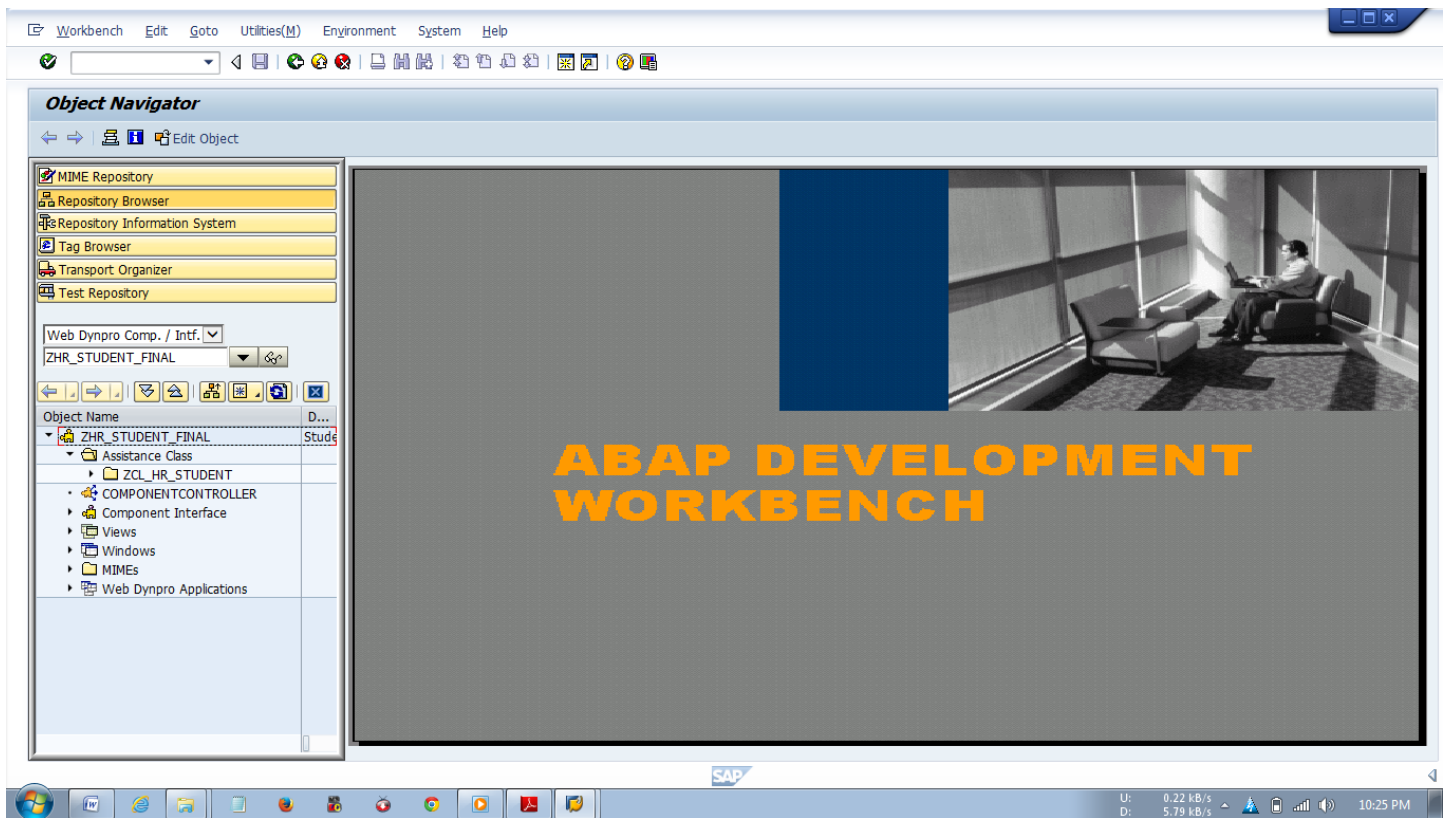 Workbench Edit Goto Utilities(M) Environment System Help
Object Navigator
Edit Object
MIME Repository
Repository Browser
Repository Information System
Tag Browser
Transport Organizer
Test Repository
Web Dynpro Comp. / Intf.
ZHR_STUDENT_FINAL
Object Name D...
ZHR_STUDENT_FINAL Stude
Assistance Class
ZCL_HR_STUDENT
COMPONENTCONTROLLER
Component Interface
Views
Windows
MIMEs
Web Dynpro Applications
ABAP DEVELOPMENT
WORKBENCH
SAP
U: 0.22 kB/s
D: 5.79 kB/s
10:25 PM